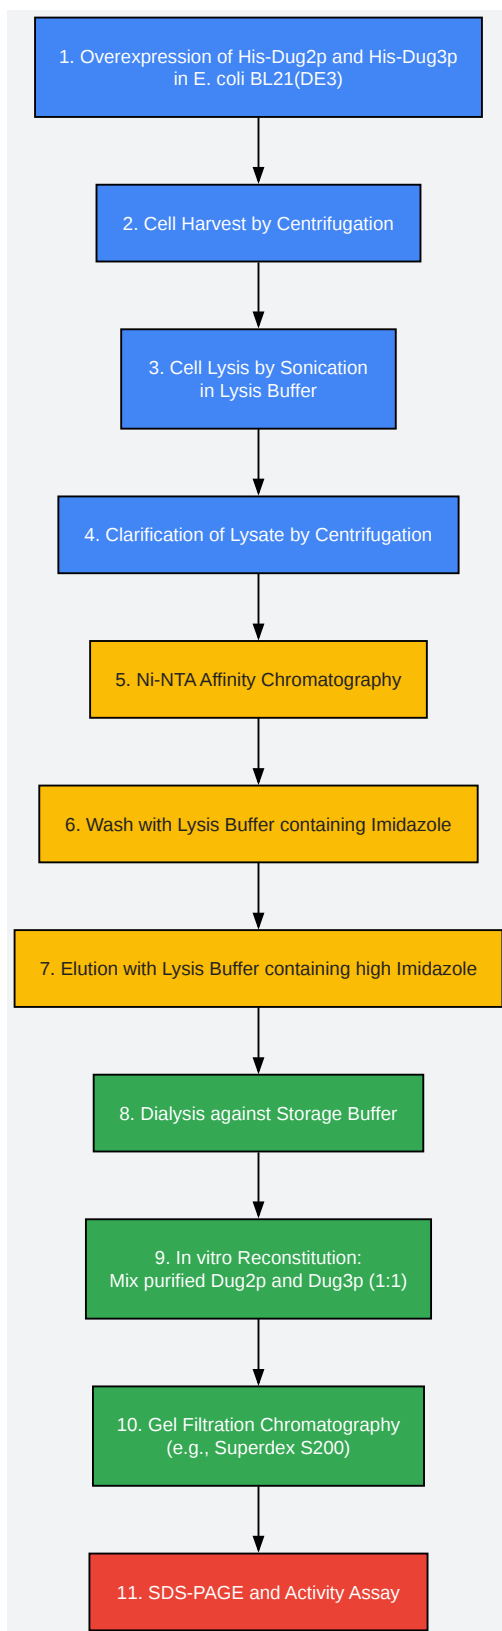 1. Overexpression of His-Dug2p and His-Dug3p
in E. coli BL21(DE3)
2. Cell Harvest by Centrifugation
3. Cell Lysis by Sonication
in Lysis Buffer
4. Clarification of Lysate by Centrifugation
5. Ni-NTA Affinity Chromatography
6. Wash with Lysis Buffer containing Imidazole
7. Elution with Lysis Buffer containing high Imidazole
8. Dialysis against Storage Buffer
9. In vitro Reconstitution:
Mix purified Dug2p and Dug3p (1:1)
10. Gel Filtration Chromatography
(e.g., Superdex S200)
11. SDS-PAGE and Activity Assay